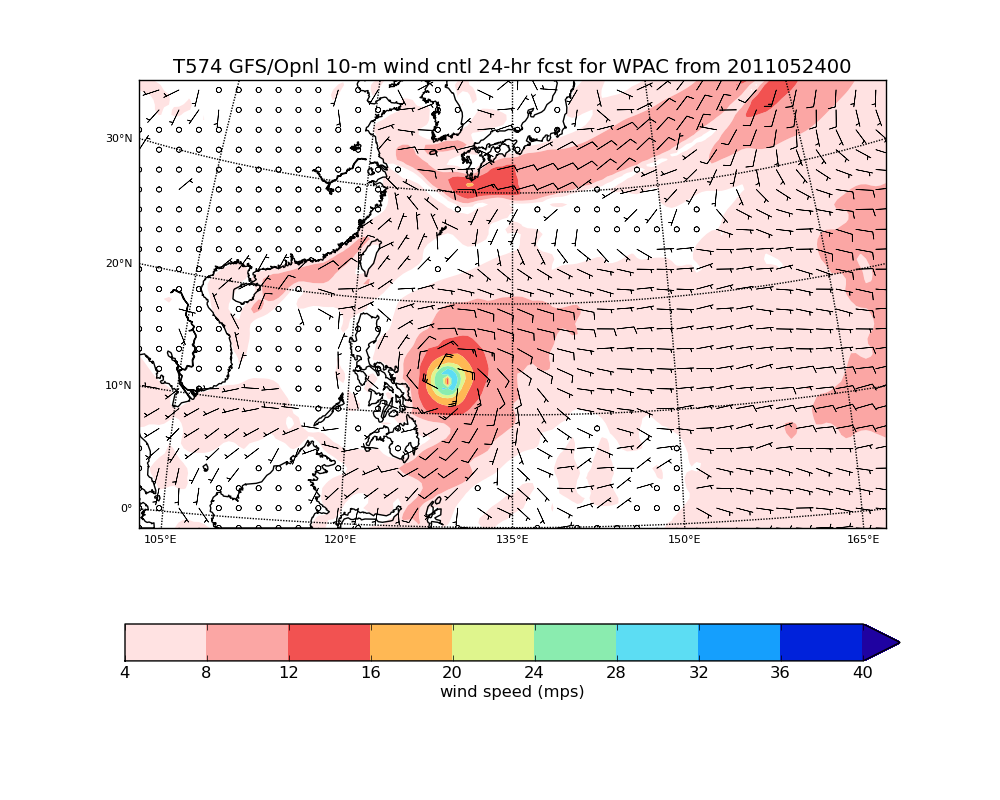 T574 GFS/Opnl 10-m wind cntl 24-hr fcst for WPAC from 2011052400
30°N
20°N
10°N
0°
105°E 120°E 135°E 150°E 165°E
4 8 12 16 20 24 28 32 36 40
wind speed (mps)